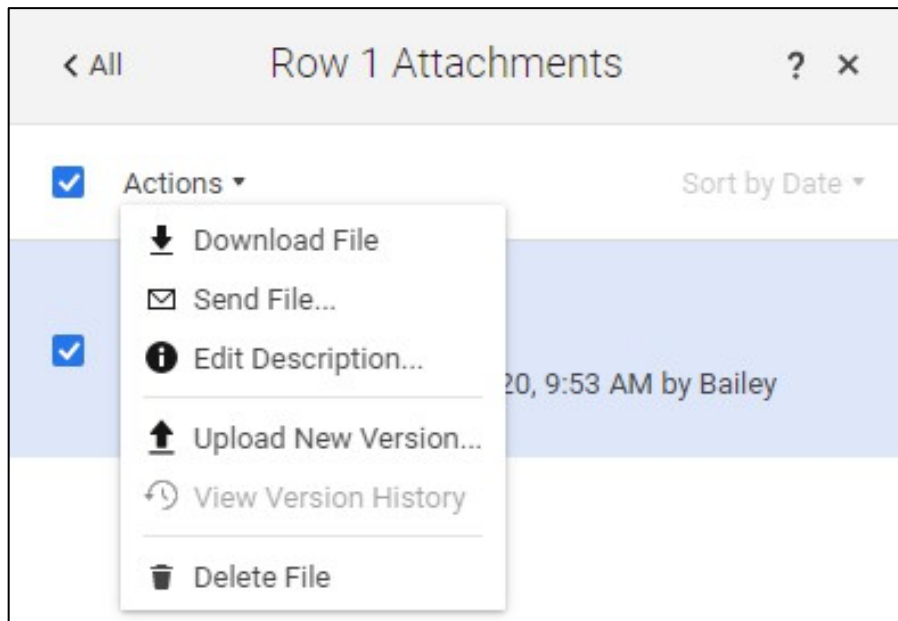 < All Row 1 Attachments ? ×
Actions Sort by Date
Download File
Send File...
Edit Description...
20, 9:53 AM by Bailey
Upload New Version...
View Version History
Delete File